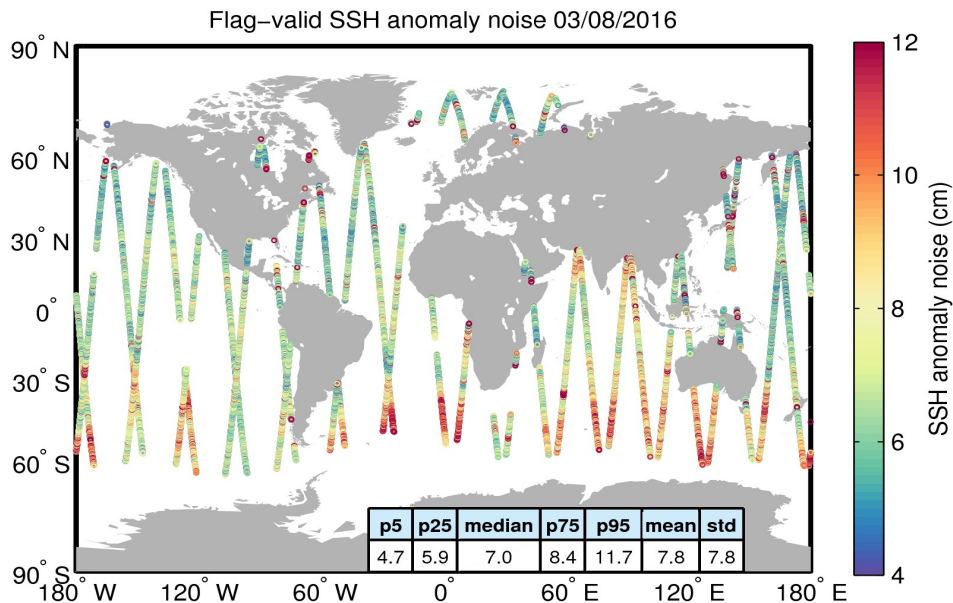 Flag−valid SSH anomaly noise 03/08/2016
90° N
60° N
30° N
0°
30° S
60° S
90° S
180° W
120° W
60° W
0°
60° E
120° E
180° E
p5 p25 median p75 p95 mean std
4.7 5.9 7.0 8.4 11.7 7.8 7.8
12
10
8
6
4
SSH anomaly noise (cm)